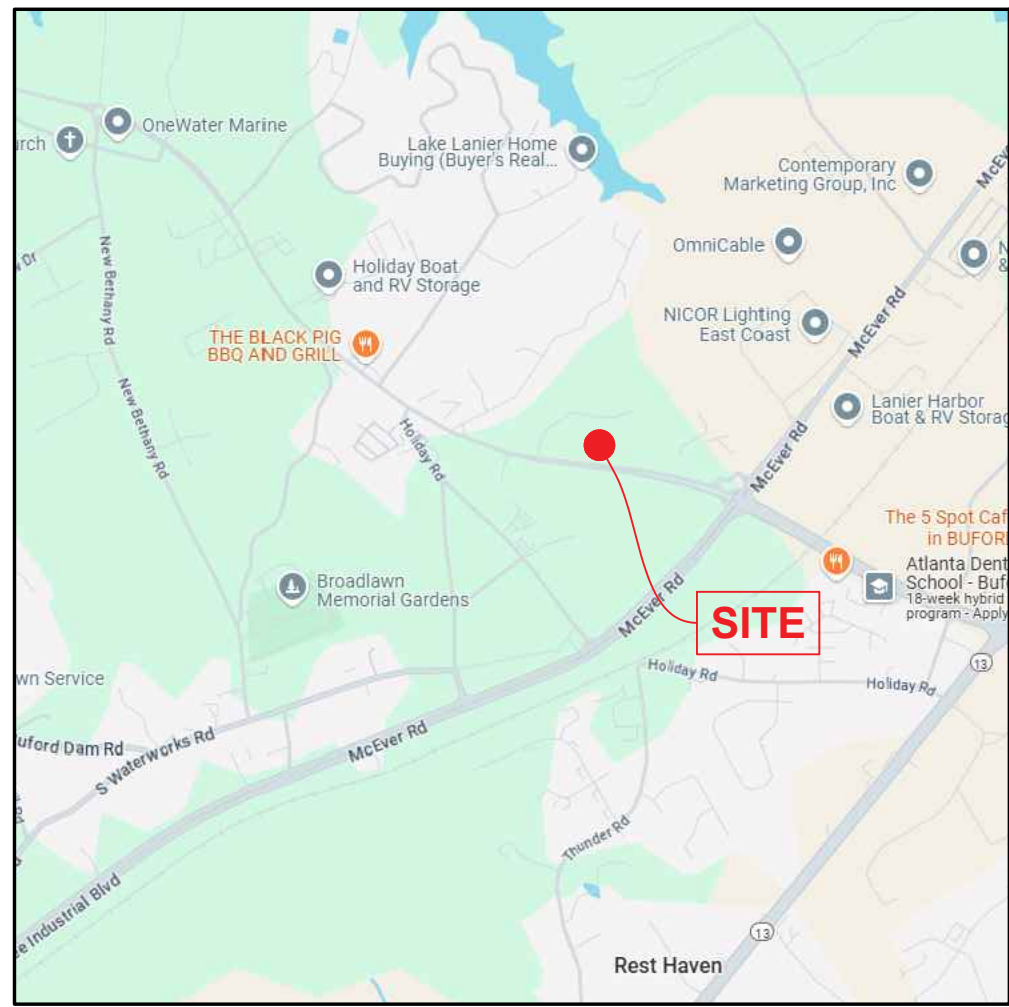 OneWater Marine
rch
Lake Lanier Home
Buying (Buyer's Real...
Contemporary
Marketing Group, Inc
McEv
OmniCable
N
&
New Bethany Rd
w Dr
Holiday Boat
and RV Storage
NICOR Lighting
East Coast
McEver Rd
THE BLACK PIG
BBQ AND GRILL
New Bethany Rd
Lanier Harbor
Boat & RV Storag
Holiday Rd
McEver Rd
The 5 Spot Caf
in BUFOR
Atlanta Dent
School - Buf
18-week hybrid
program - Apply
Broadlawn
Memorial Gardens
McEver Rd
SITE
Holiday Rd
13
Holiday Rd
wn Service
uford Dam Rd
S Waterworks Rd
McEver Rd
Thunder Rd
ee Industrial Blvd
13
Rest Haven